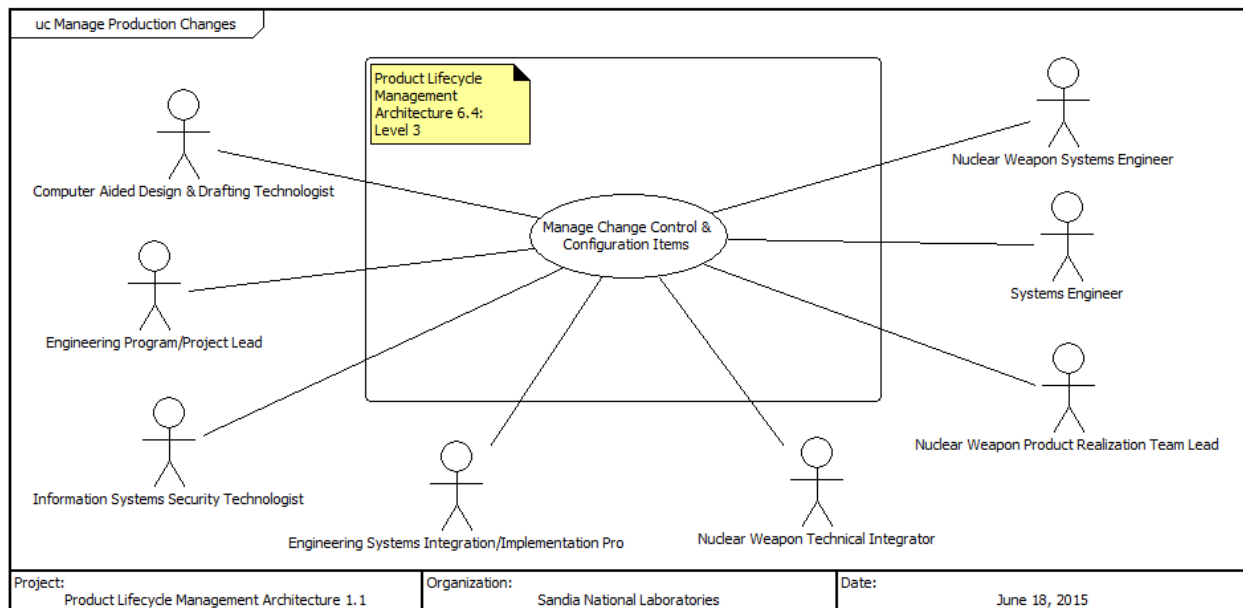 uc Manage Production Changes
Product Lifecycle
Management
Architecture 6.4:
Level 3
Computer Aided Design & Drafting Technologist
Nuclear Weapon Systems Engineer
Manage Change Control &
Configuration Items
Systems Engineer
Engineering Program/Project Lead
Nuclear Weapon Product Realization Team Lead
Information Systems Security Technologist
Engineering Systems Integration/Implementation Pro
Nuclear Weapon Technical Integrator
Project:
Product Lifecycle Management Architecture 1.1
Organization:
Sandia National Laboratories
Date:
June 18, 2015